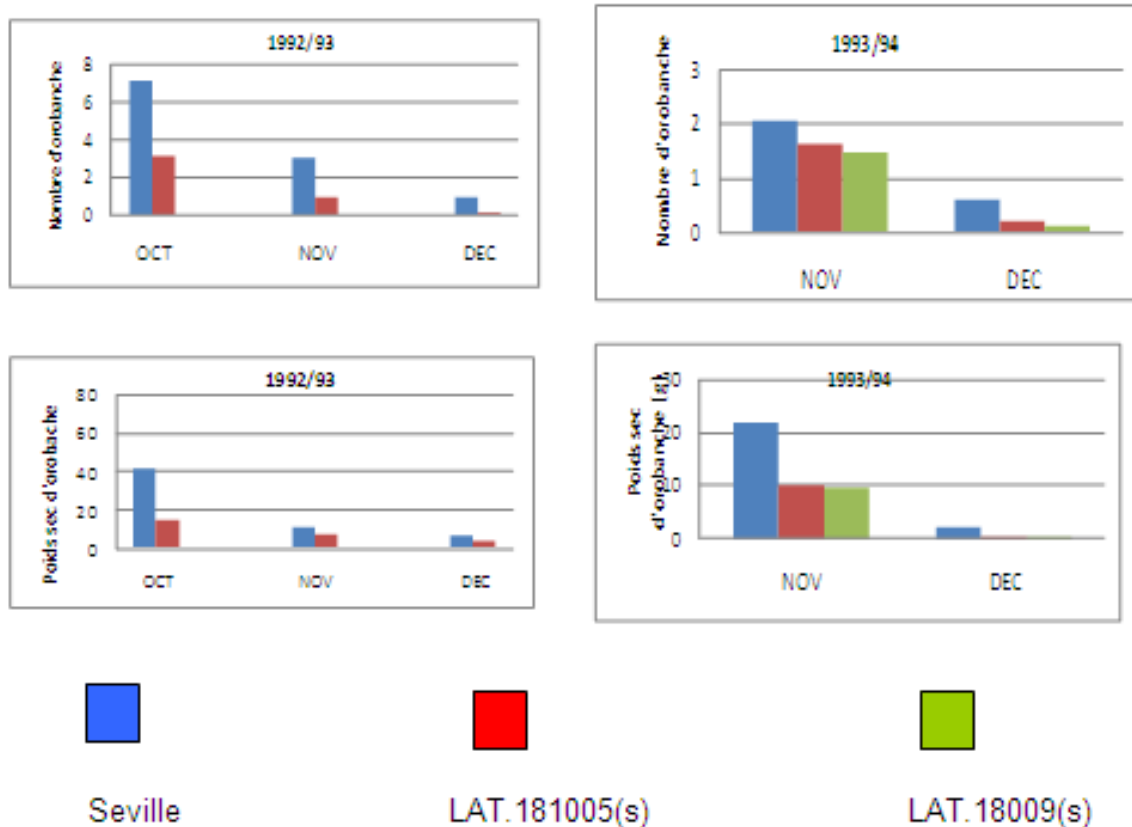 1992/93
Nombre d'orobanche
8
6
4
2
0
OCT NOV DEC
1993/94
Nombre d'orobanche
3
2
1
0
NOV DEC
1992/93
Poids sec d'orobache
80
60
40
20
0
OCT NOV DEC
1993/94
Poids sec
d'orobanche (g)
30
20
10
0
NOV DEC
Seville LAT.181005(s) LAT.18009(s)